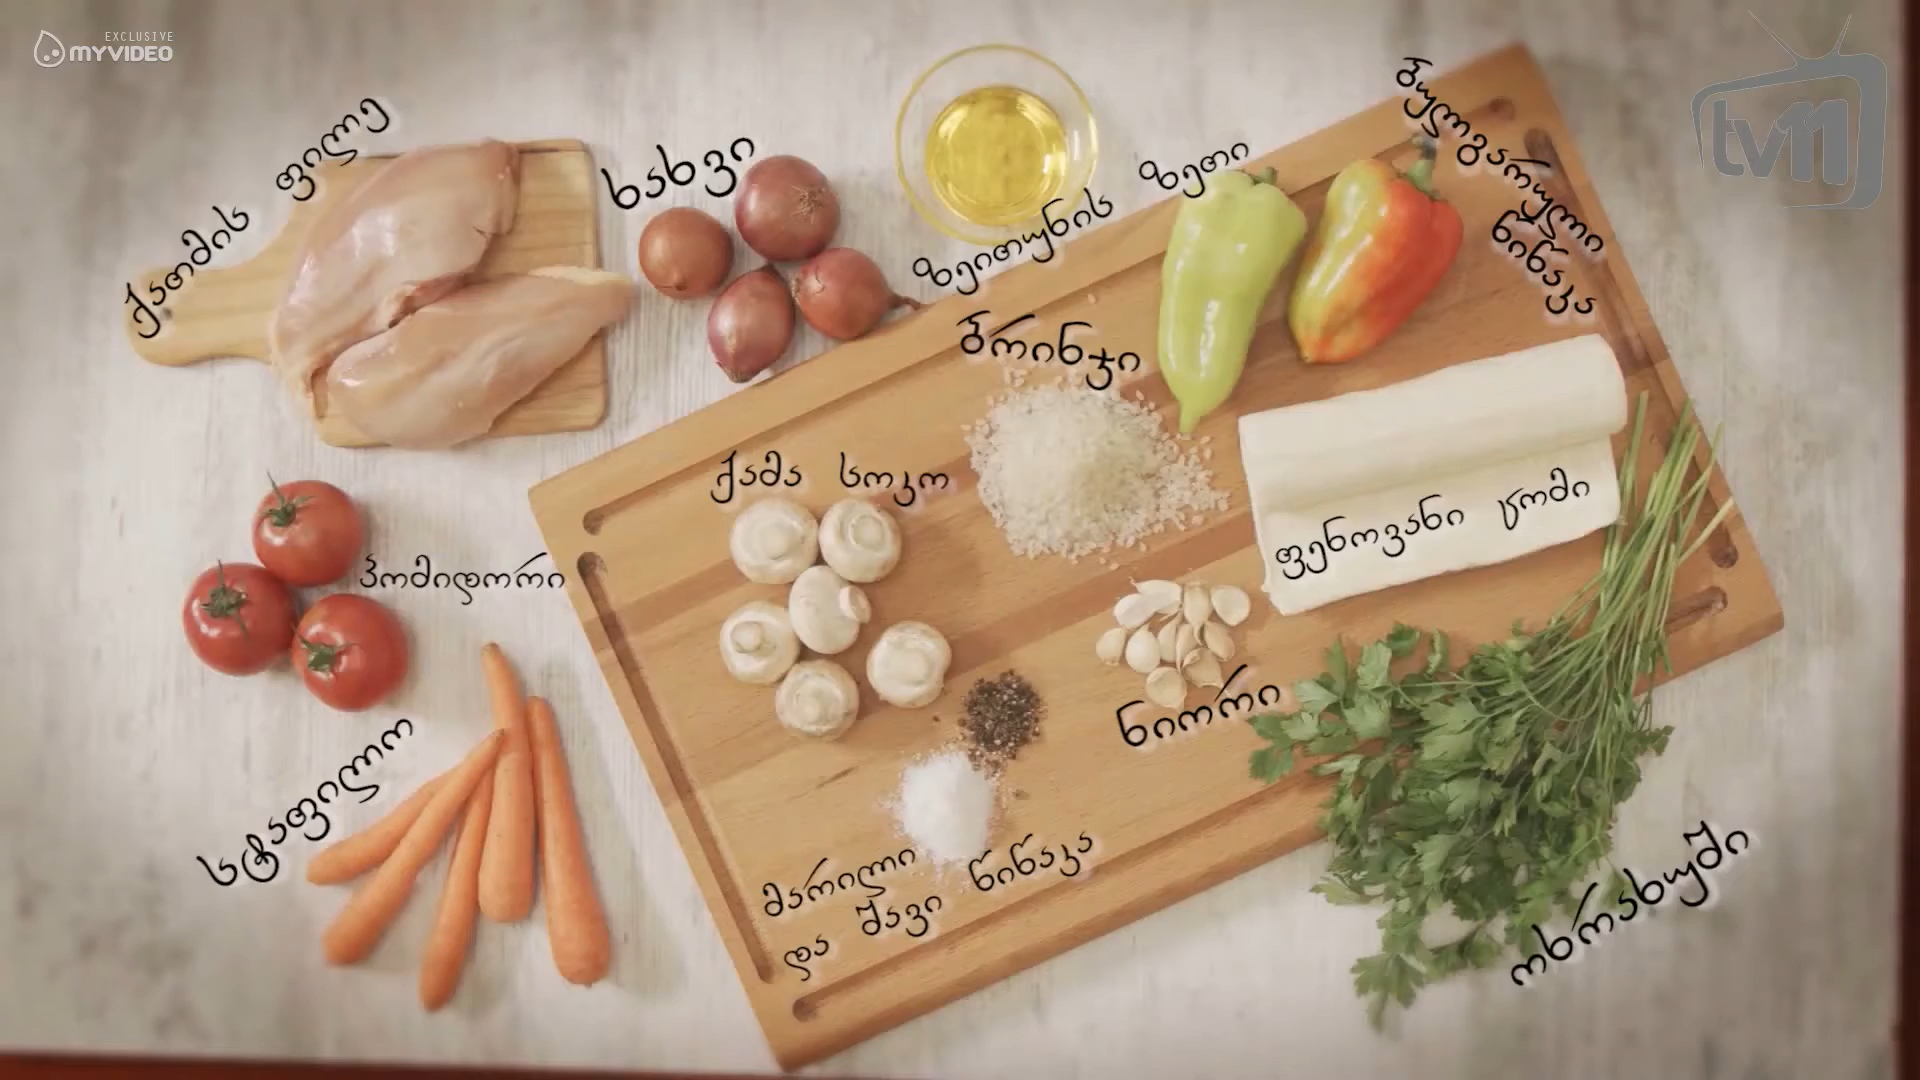 EXCLUSIVE
MYVIDEO
tv11
ქათმის ფილე
ხახვი
ზეითუნის ზეთი
ბულგარული
წიწაკა
ბრინჯი
ქამა სოკო
ფენოვანი ცომი
პომიდორი
ნიორი
სტაფილო
მარილი
და შავი წიწაკა
ოხრახუში